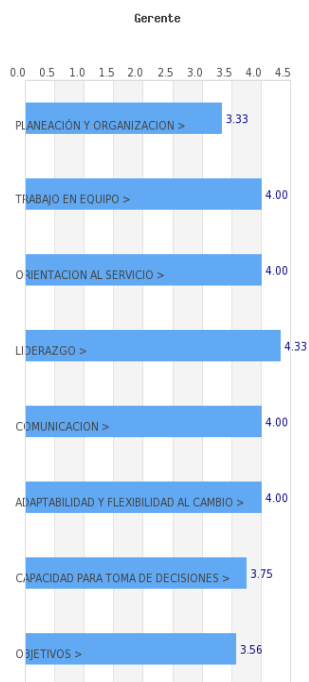 Gerente
0.0 0.5 1.0 1.5 2.0 2.5 3.0 3.5 4.0 4.5
PLANEACIÓN Y ORGANIZACION > 3.33
TRABAJO EN EQUIPO > 4.00
ORIENTACION AL SERVICIO > 4.00
LIDERAZGO > 4.33
COMUNICACION > 4.00
ADAPTABILIDAD Y FLEXIBILIDAD AL CAMBIO > 4.00
CAPACIDAD PARA TOMA DE DECISIONES > 3.75
OBJETIVOS > 3.56